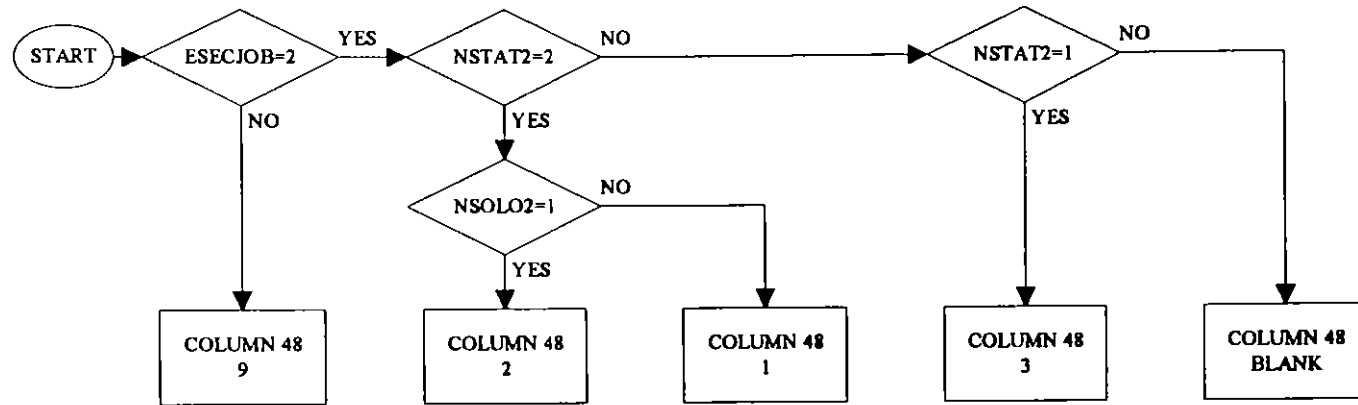 START
ESECJOB=2
YES
NSTAT2=2
NO
NSTAT2=1
NO
NO
YES
YES
NSOLO2=1
NO
YES
COLUMN 48
9
COLUMN 48
2
COLUMN 48
1
COLUMN 48
3
COLUMN 48
BLANK